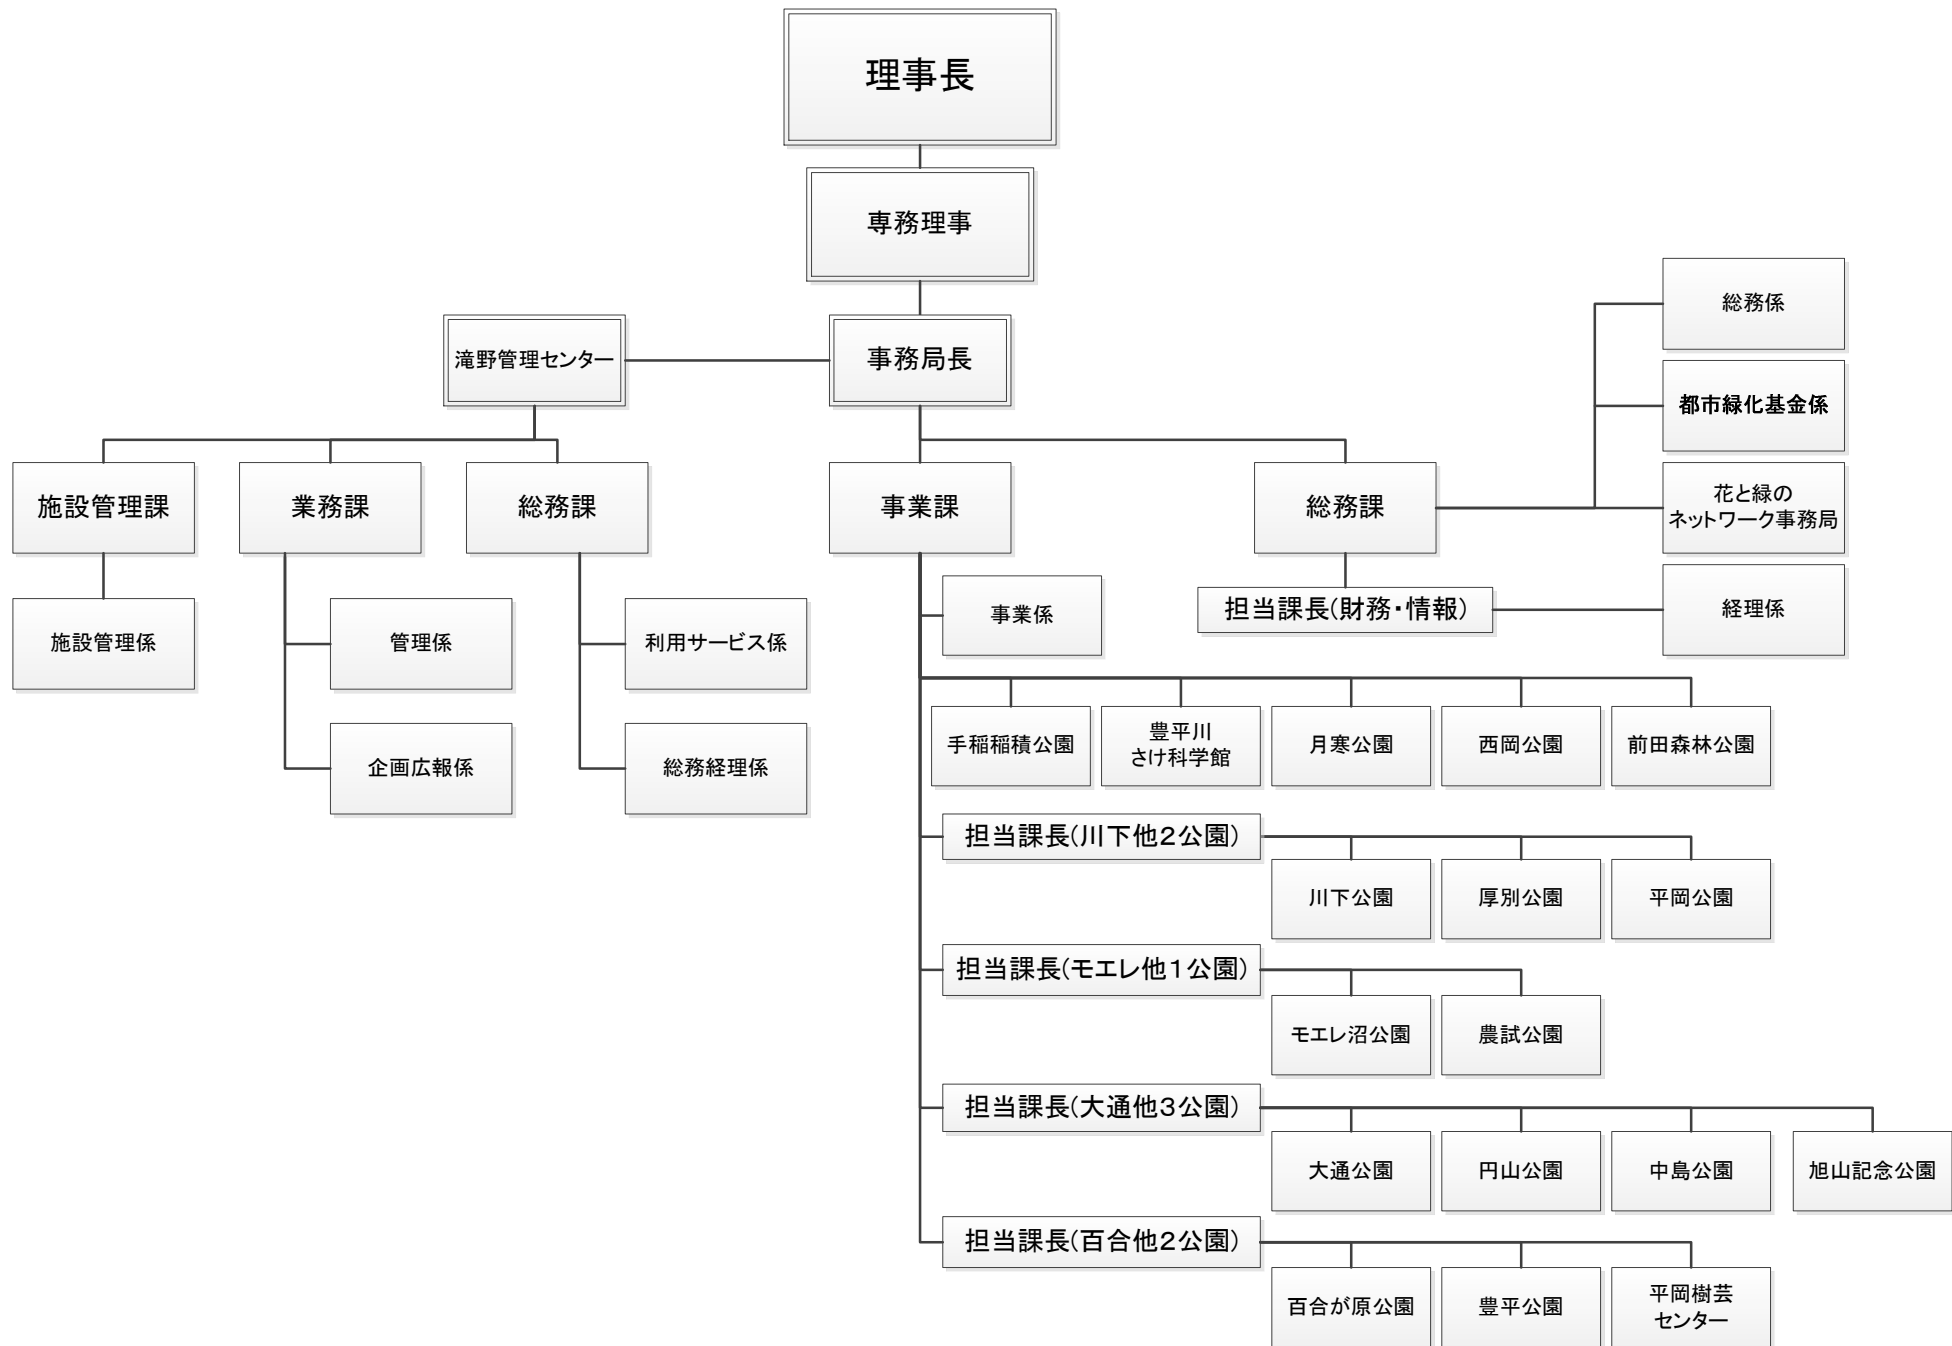 理事長
専務理事
滝野管理センター
事務局長
総務係
都市緑化基金係
花と緑の
ネットワーク事務局
経理係
施設管理課
業務課
総務課
事業課
総務課
担当課長(財務・情報)
施設管理係
管理係
利用サービス係
事業係
企画広報係
総務経理係
手稲稲積公園
豊平川
さけ科学館
月寒公園
西岡公園
前田森林公園
担当課長(川下他2公園)
川下公園
厚別公園
平岡公園
担当課長(モエレ他1公園)
モエレ沼公園
農試公園
担当課長(大通他3公園)
大通公園
円山公園
中島公園
旭山記念公園
担当課長(百合他2公園)
百合が原公園
豊平公園
平岡樹芸
センター